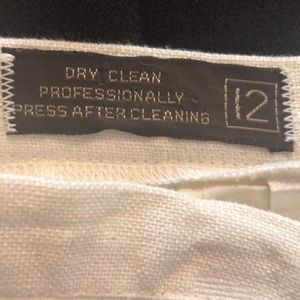 DRY CLEAN
PROFESSIONALLY
PRESS AFTER CLEANING
12